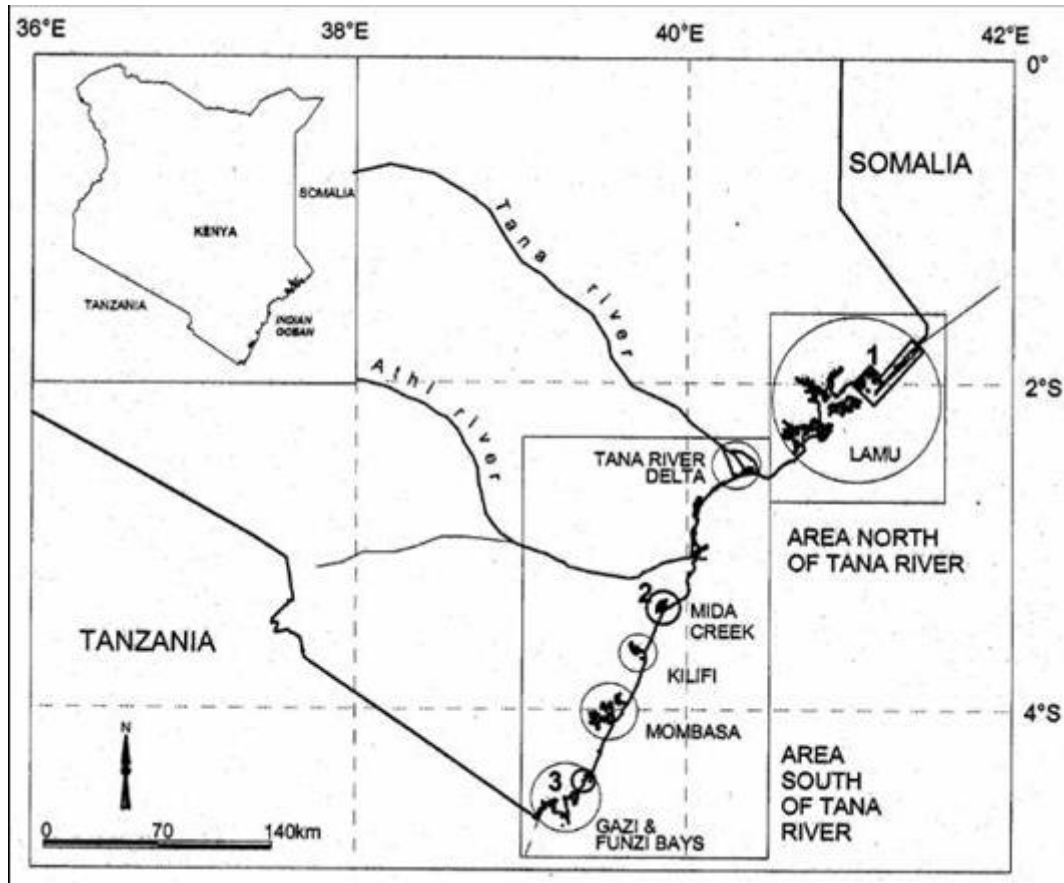 36°E
38°E
40°E
42°E
0°
SOMALIA
SOMALIA
KENYA
TANZANIA
INDIAN
OCEAN
Tana river
Athi river
1
2°S
LAMU
TANA RIVER
DELTA
AREA NORTH
OF TANA RIVER
2
MIDA
CREEK
TANZANIA
KILIFI
4°S
MOMBASA
AREA
SOUTH
OF TANA
RIVER
3
GAZI &
FUNZI BAYS
N
0
70
140km